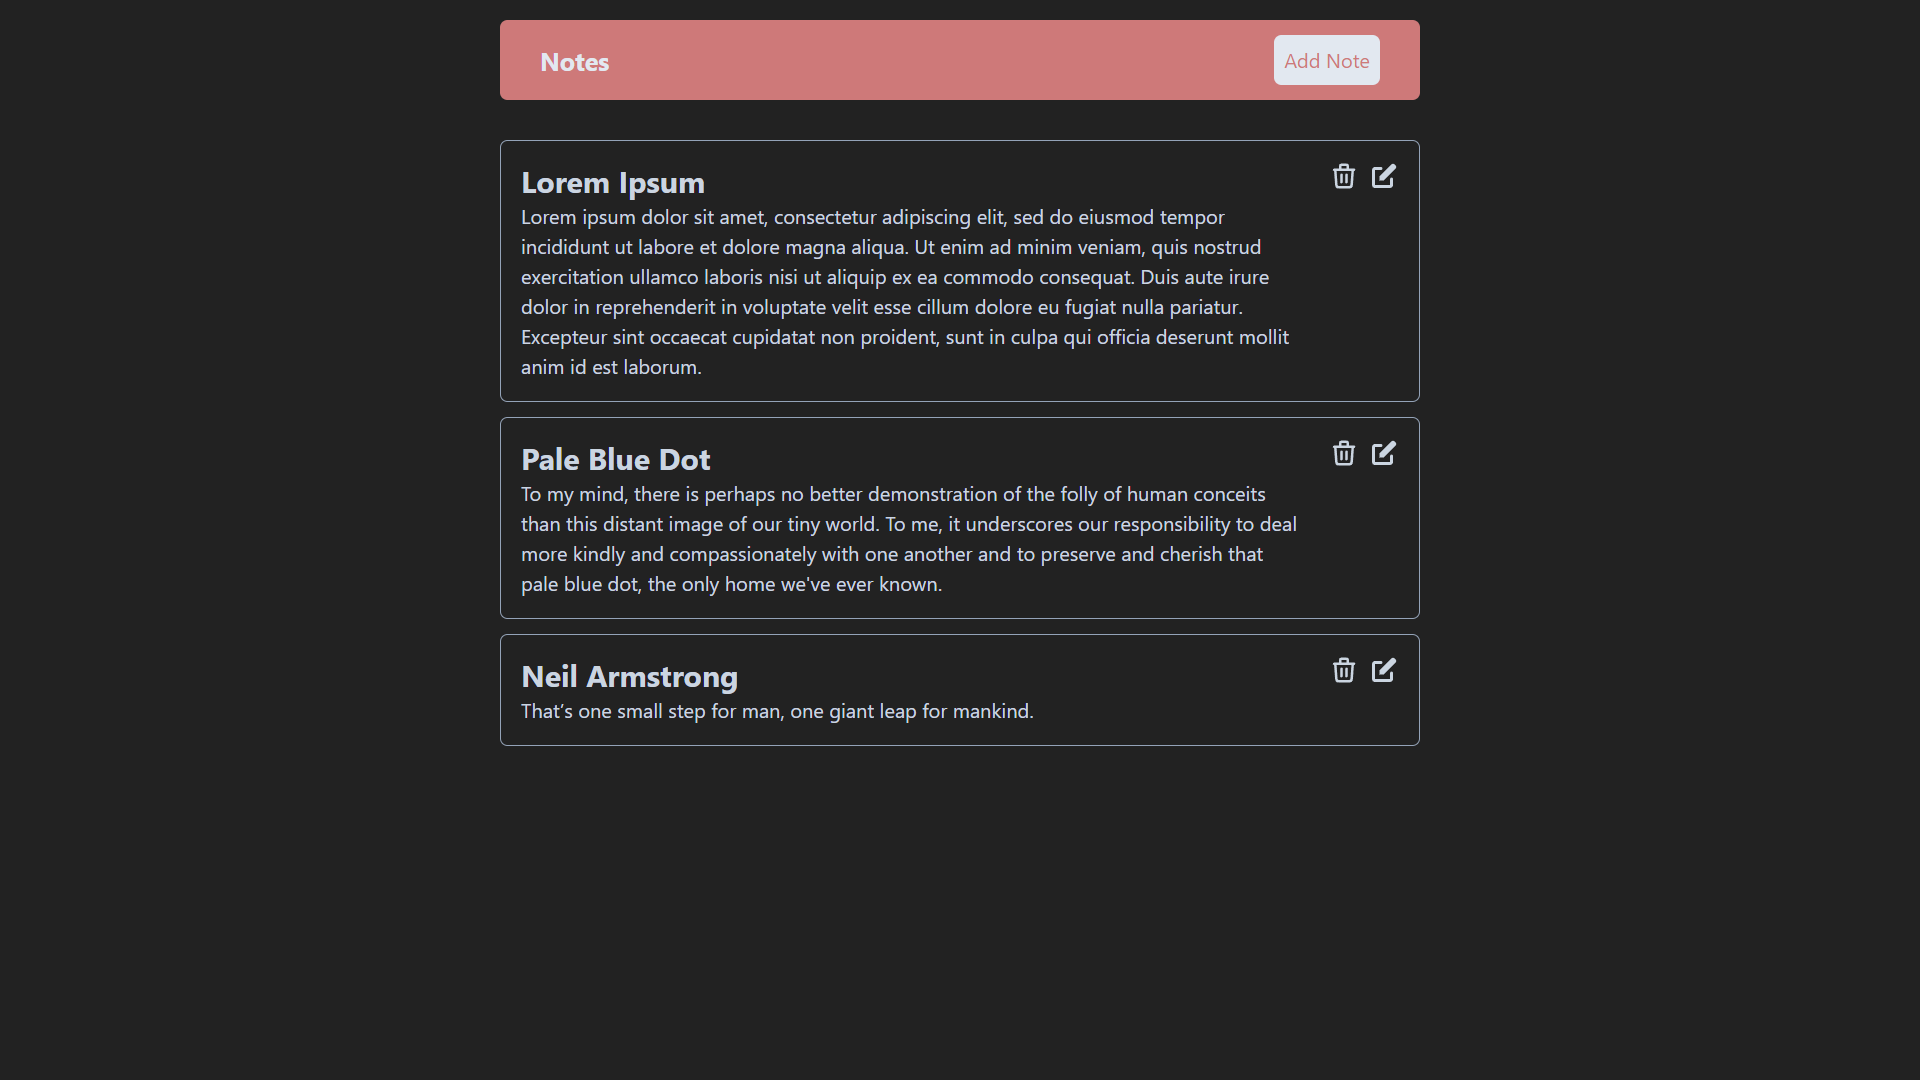 Notes
Add Note
Lorem Ipsum
Lorem ipsum dolor sit amet, consectetur adipiscing elit, sed do eiusmod tempor
incididunt ut labore et dolore magna aliqua. Ut enim ad minim veniam, quis nostrud
exercitation ullamco laboris nisi ut aliquip ex ea commodo consequat. Duis aute irure
dolor in reprehenderit in voluptate velit esse cillum dolore eu fugiat nulla pariatur.
Excepteur sint occaecat cupidatat non proident, sunt in culpa qui officia deserunt mollit
anim id est laborum.
Pale Blue Dot
To my mind, there is perhaps no better demonstration of the folly of human conceits
than this distant image of our tiny world. To me, it underscores our responsibility to deal
more kindly and compassionately with one another and to preserve and cherish that
pale blue dot, the only home we've ever known.
Neil Armstrong
That’s one small step for man, one giant leap for mankind.